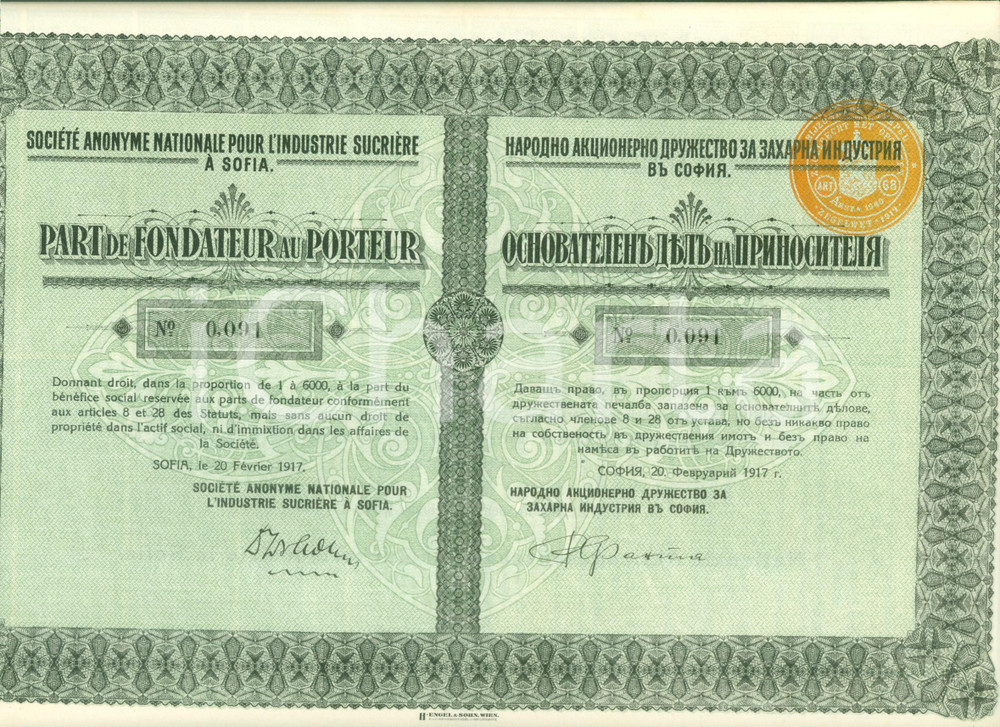 SOCIÉTÉ ANONYME NATIONALE POUR L'INDUSTRIE SUCRIÈRE
À SOFIA.
PART DE FONDATEUR AU PORTEUR
Nº 0.091
Donnant droit, dans la proportion de 1 à 6000, à la part du
bénéfice social reservée aux parts de fondateur conformément
aux articles 8 et 28 des Statuts, mais sans aucun droit de
propriété dans l'actif social, ni d'immixtion dans les affaires de
la Société.
SOFIA, le 20 Février 1917.
SOCIÉTÉ ANONYME NATIONALE POUR
L'INDUSTRIE SUCRIÈRE À SOFIA.
НАРОДНО АКЦИОНЕРНО ДРУЖЕСТВО ЗА ЗАХАРНА ИНДУСТРИЯ
ВЪ СОФИЯ.
ОСНОВАТЕЛЕНЪ ДѢЛЪ НА ПРИНОСИТЕЛЯ
Nº 0.091
Даващъ право, въ пропорция 1 къмъ 6000, на часть отъ
дружествената печалба запазена за основателнитѣ дѣлове,
съгласно членове 8 и 28 отъ устава, но безъ никакво право
на собственость въ дружествения имотъ и безъ право на
намѣса въ работитѣ на Дружеството.
СОФИЯ, 20. Февруарий 1917 г.
НАРОДНО АКЦИОНЕРНО ДРУЖЕСТВО ЗА
ЗАХАРНА ИНДУСТРИЯ ВЪ СОФИЯ.
ART 68
ZEGELWET 1917
H. ENGEL & SOHN, WIEN.